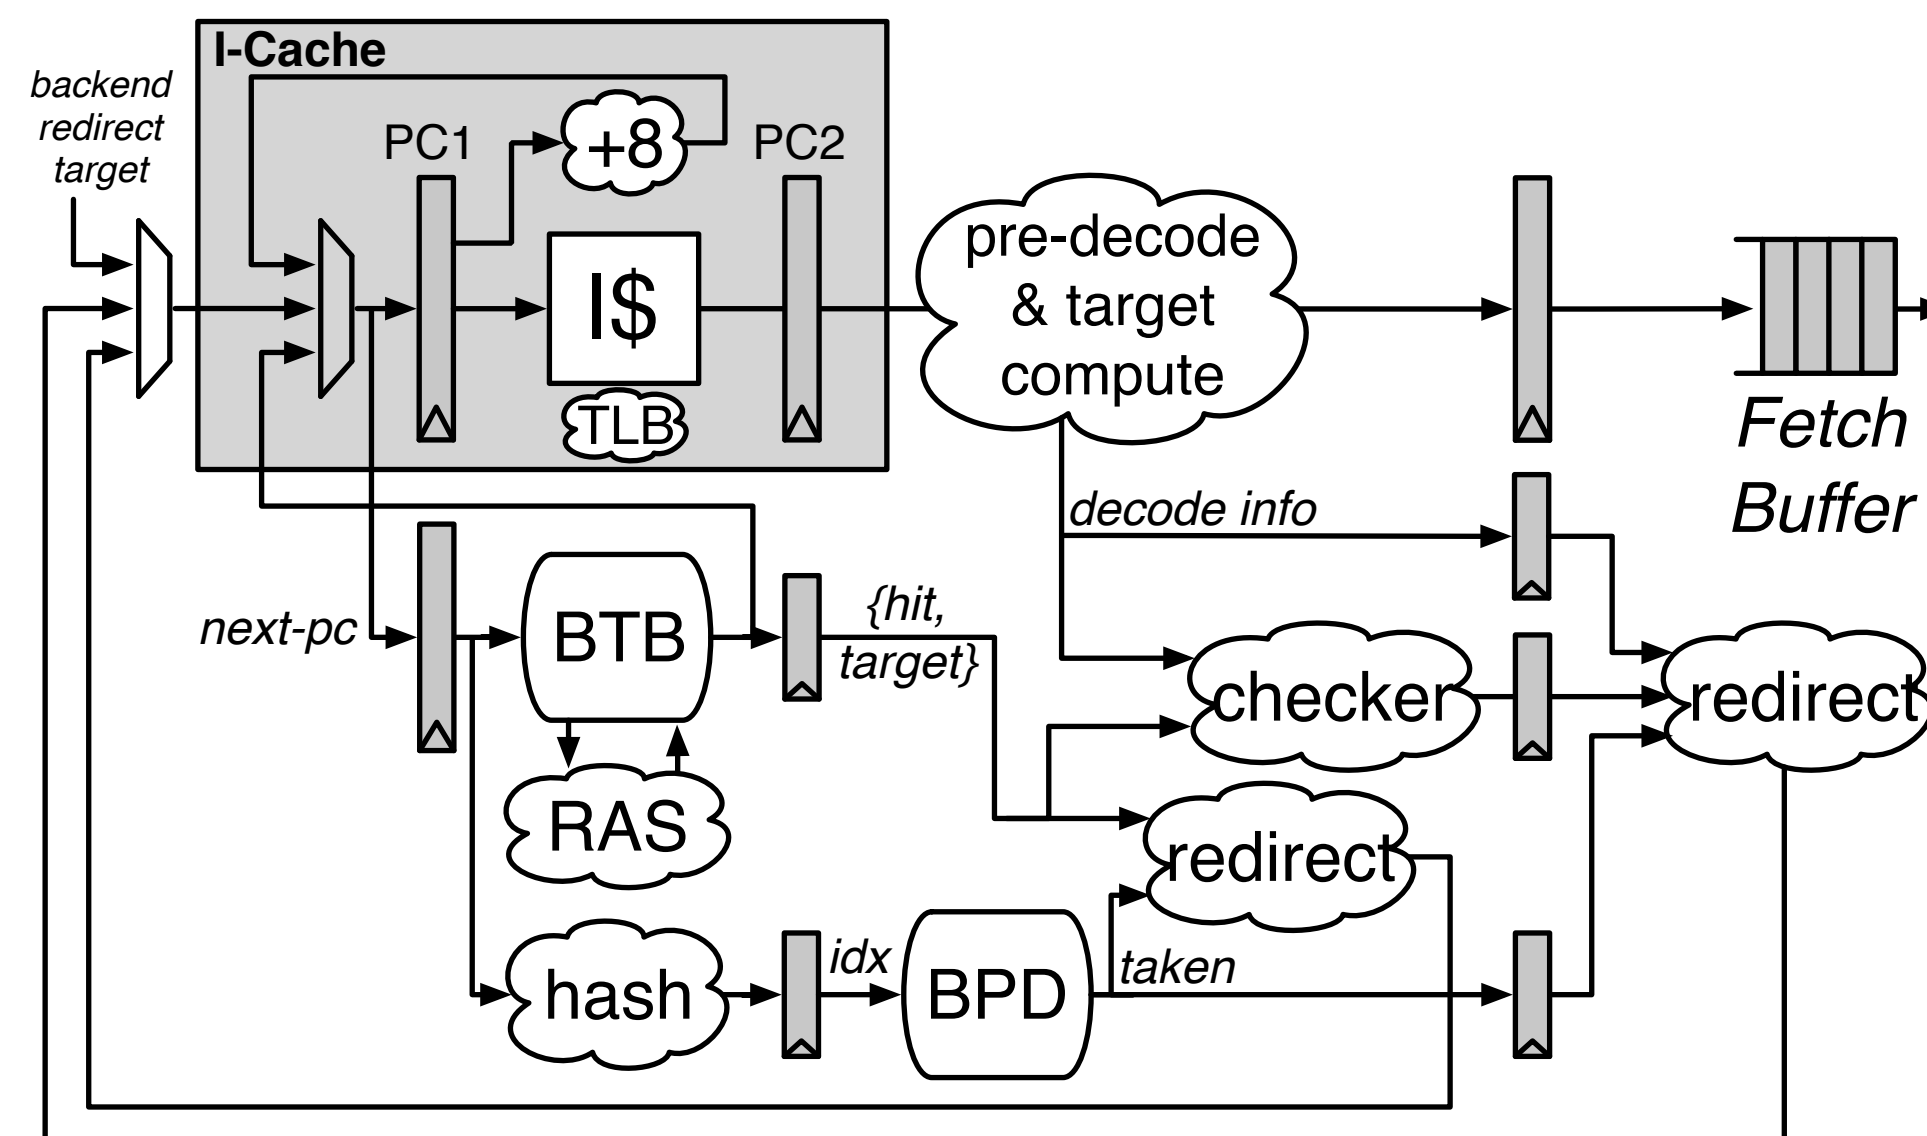 I-Cache
backend
redirect
target
PC1
+8
PC2
I$
TLB
pre-decode
& target
compute
Fetch
Buffer
decode info
next-pc
BTB
{hit,
target}
checker
redirect
RAS
redirect
hash
idx
BPD
taken